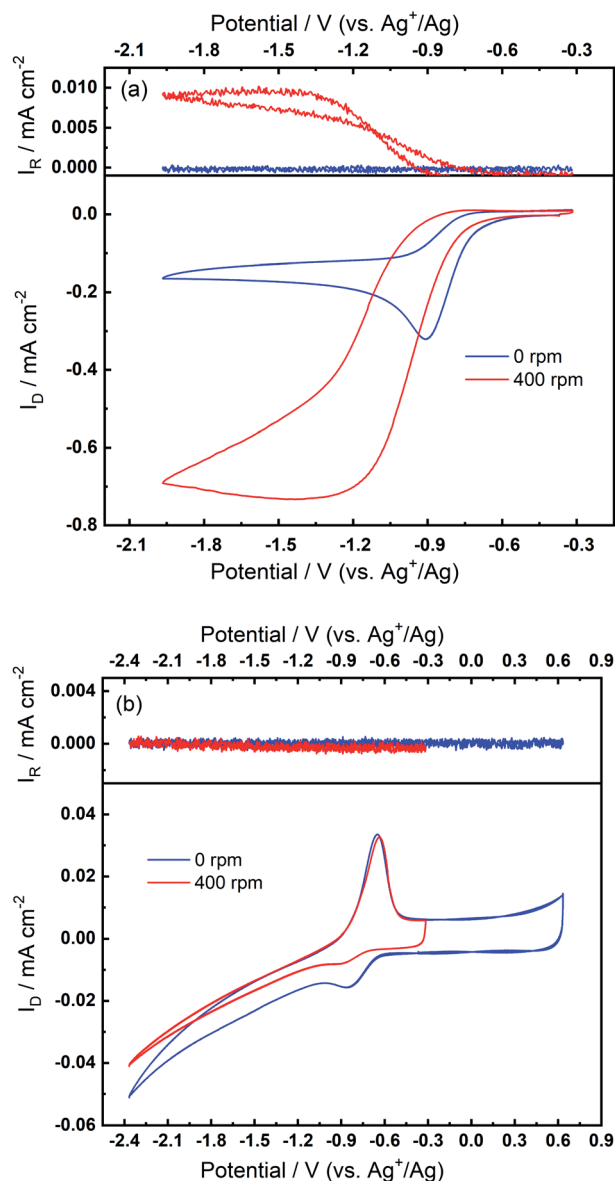 Potential / V (vs. Ag⁺/Ag)
-2.1 -1.8 -1.5 -1.2 -0.9 -0.6 -0.3
(a)
0.010
0.005
0.000
I_R / mA cm⁻²
0.0
-0.2
-0.4
-0.6
-0.8
I_D / mA cm⁻²
0 rpm
400 rpm
-2.1 -1.8 -1.5 -1.2 -0.9 -0.6 -0.3
Potential / V (vs. Ag⁺/Ag)
Potential / V (vs. Ag⁺/Ag)
-2.4 -2.1 -1.8 -1.5 -1.2 -0.9 -0.6 -0.3 0.0 0.3 0.6 0.9
(b)
0.004
0.000
I_R / mA cm⁻²
0.04
0.02
0.00
-0.02
-0.04
-0.06
I_D / mA cm⁻²
0 rpm
400 rpm
-2.4 -2.1 -1.8 -1.5 -1.2 -0.9 -0.6 -0.3 0.0 0.3 0.6 0.9
Potential / V (vs. Ag⁺/Ag)